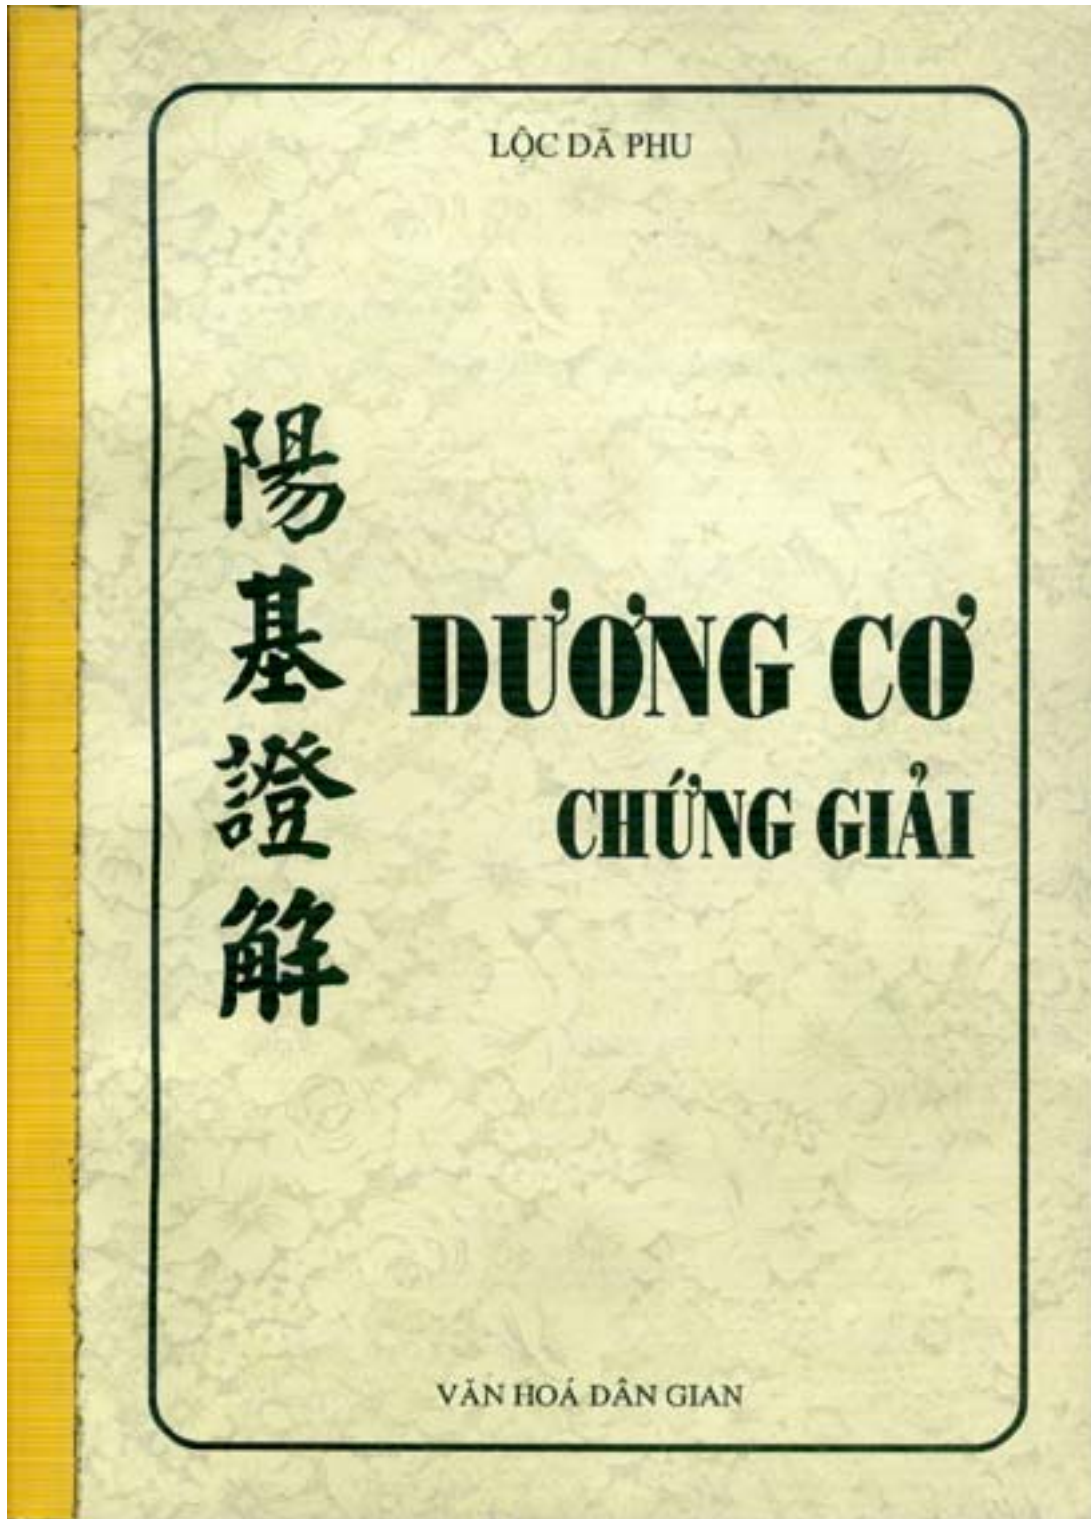 LỘC DÃ PHU
陽基證解
DƯƠNG CƠ
CHỨNG GIẢI
VĂN HOÁ DÂN GIAN